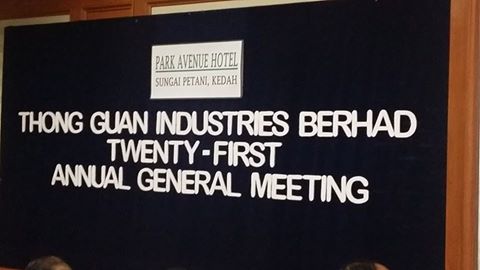 PARK AVENUE HOTEL
SUNGAI PETANI, KEDAH
THONG GUAN INDUSTRIES BERHAD
TWENTY-FIRST
ANNUAL GENERAL MEETING